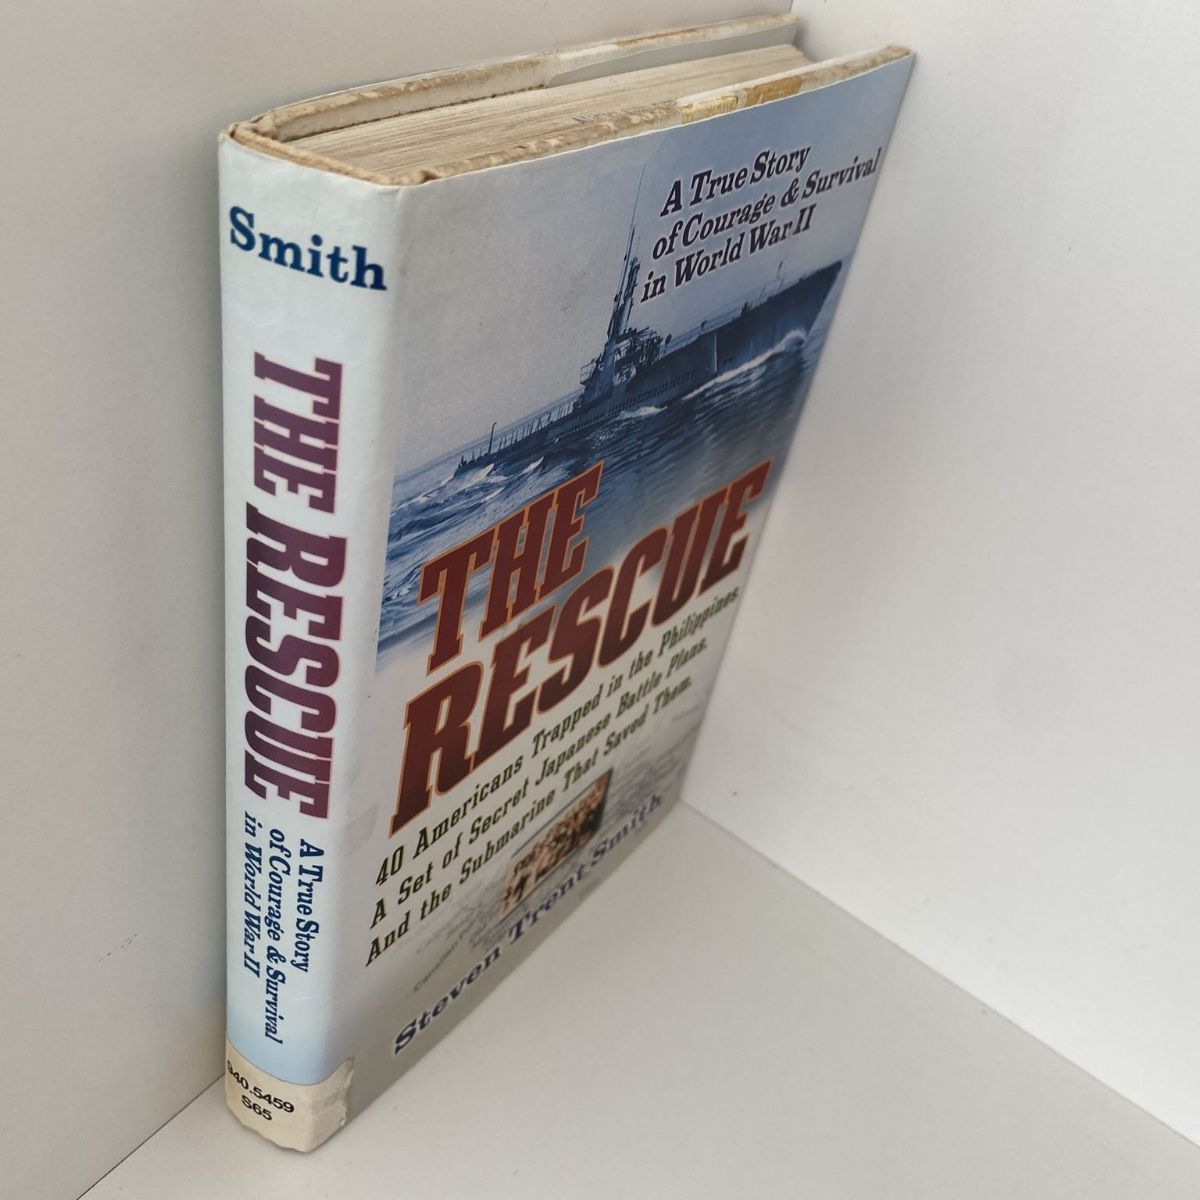 Smith
THE RESCUE
A True Story
of Courage & Survival
in World War II
940.5459
S65
A True Story
of Courage & Survival
in World War II
THE
RESCUE
40 Americans Trapped in the Philippines.
A Set of Secret Japanese Battle Plans.
And the Submarine That Saved Them.
Steven Trent Smith